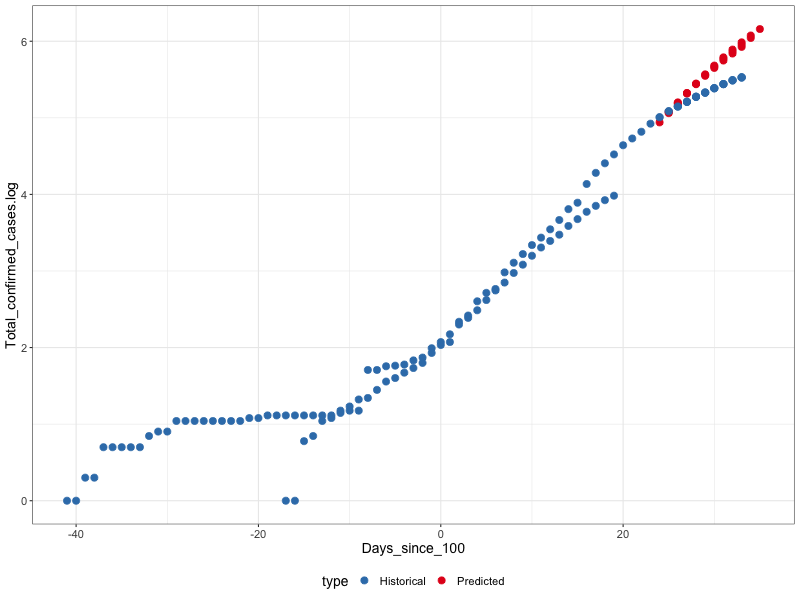 6
4
2
0
Total_confirmed_cases.log
-40
-20
0
20
Days_since_100
type
Historical
Predicted